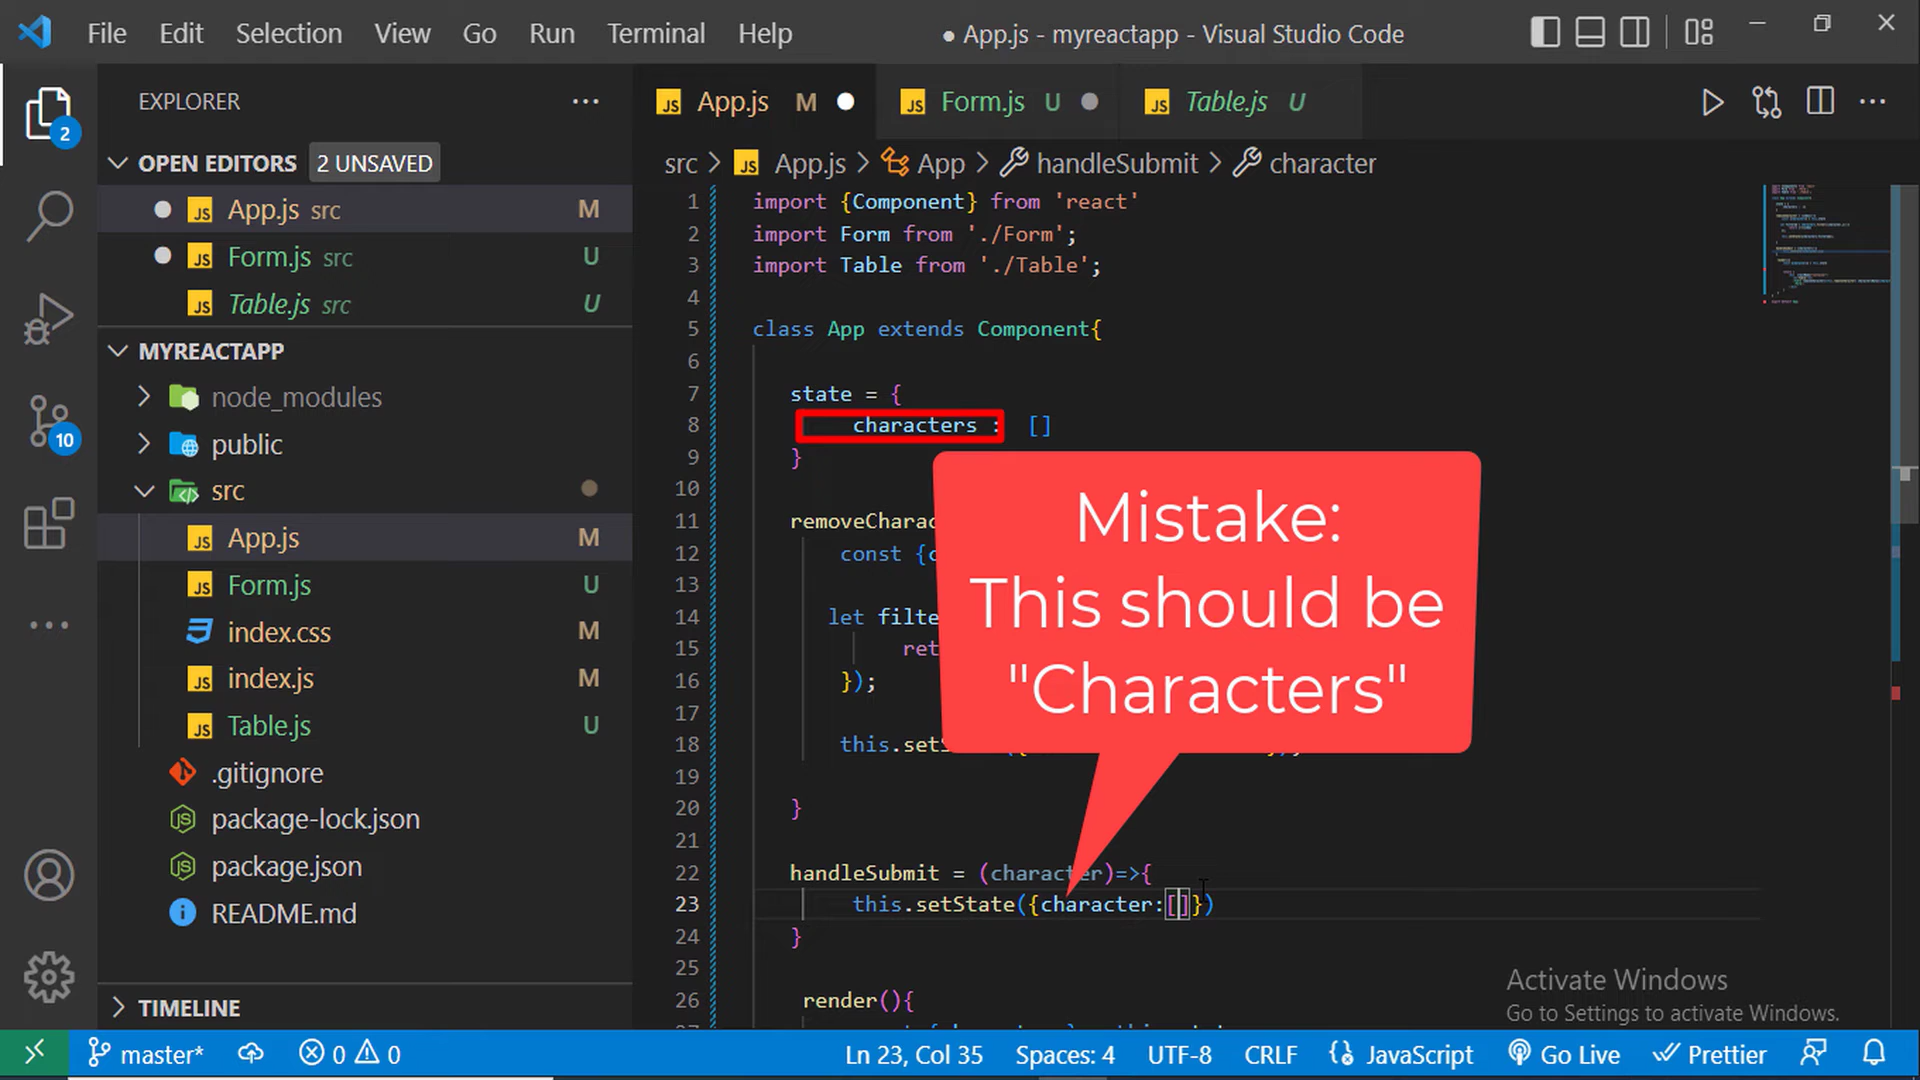 File Edit Selection View Go Run Terminal Help
● App.js - myreactapp - Visual Studio Code
EXPLORER
2
OPEN EDITORS 2 UNSAVED
App.js src M
Form.js src U
Table.js src U
MYREACTAPP
node_modules
public
10
src
App.js M
Form.js U
index.css M
index.js M
Table.js U
.gitignore
package-lock.json
package.json
README.md
TIMELINE
App.js M Form.js U Table.js U
src > App.js > App > handleSubmit > character
1 import {Component} from 'react'
2 import Form from './Form';
3 import Table from './Table';
4
5 class App extends Component{
6
7 state = {
8 characters : []
9 }
10
11 removeCharac
12 const {c
13
14 let filte
15 ret
16 });
17
18 this.setS
19
20 }
21
22 handleSubmit = (character)=>{
23 this.setState({character:[]})
24 }
25
26 render(){
Mistake:
This should be
"Characters"
Activate Windows
Go to Settings to activate Windows.
master* 0 0 Ln 23, Col 35 Spaces: 4 UTF-8 CRLF JavaScript Go Live Prettier